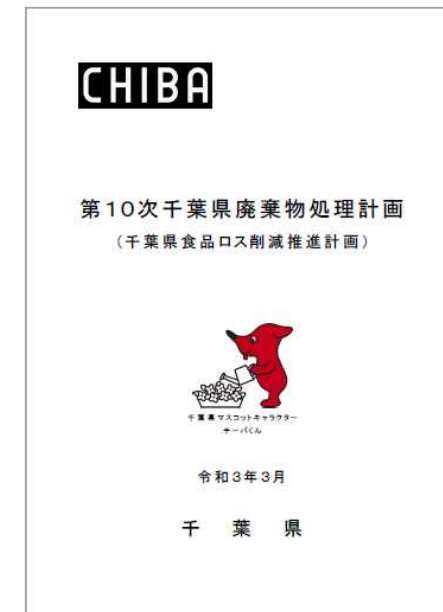 CHIBA
第10次千葉県廃棄物処理計画
（千葉県食品ロス削減推進計画）
千葉県マスコットキャラクター
チーバくん
令和3年3月
千　葉　県